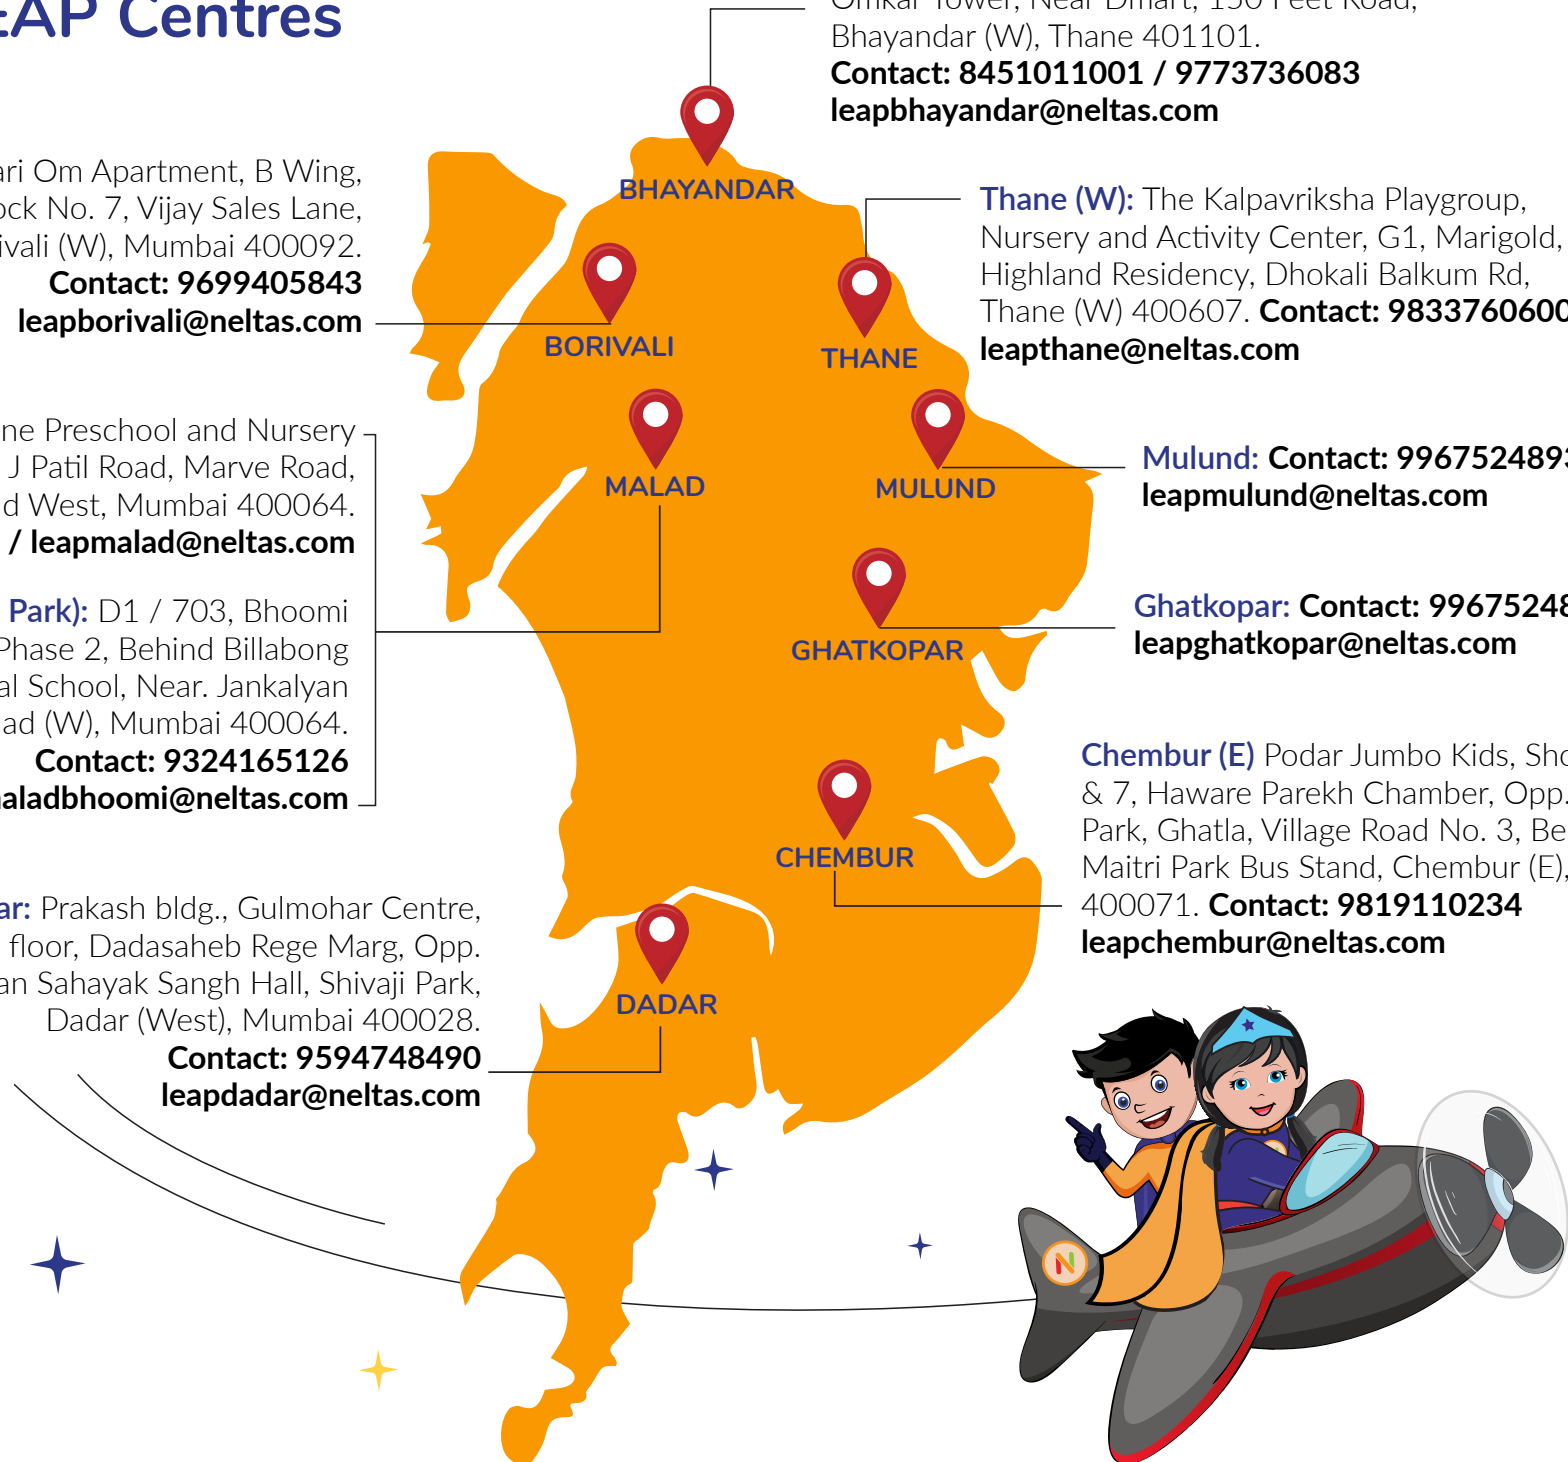 LEAP Centres
Omkar Tower, Near Dmart, 150 Feet Road,
Bhayandar (W), Thane 401101.
Contact: 8451011001 / 9773736083
leapbhayandar@neltas.com
Om Apartment, B Wing,
No. 7, Vijay Sales Lane,
(W), Mumbai 400092.
Contact: 9699405843
leapborivali@neltas.com
Preschool and Nursery
J Patil Road, Marve Road,
West, Mumbai 400064.
/ leapmalad@neltas.com
Park): D1 / 703, Bhoomi
Phase 2, Behind Billabong
School, Near. Jankalyan
(W), Mumbai 400064.
Contact: 9324165126
aladbhoomi@neltas.com
ar: Prakash bldg., Gulmohar Centre,
floor, Dadasaheb Rege Marg, Opp.
Sahayak Sangh Hall, Shivaji Park,
Dadar (West), Mumbai 400028.
Contact: 9594748490
leapdadar@neltas.com
BHAYANDAR
BORIVALI
THANE
MALAD
MULUND
GHATKOPAR
CHEMBUR
DADAR
Thane (W): The Kalpavriksha Playgroup,
Nursery and Activity Center, G1, Marigold,
Highland Residency, Dhokali Balkum Rd,
Thane (W) 400607. Contact: 9833760600
leapthane@neltas.com
Mulund: Contact: 9967524893
leapmulund@neltas.com
Ghatkopar: Contact: 99675248
leapghatkopar@neltas.com
Chembur (E) Podar Jumbo Kids, Sho
& 7, Haware Parekh Chamber, Opp.
Park, Ghatla, Village Road No. 3, Be
Maitri Park Bus Stand, Chembur (E),
400071. Contact: 9819110234
leapchembur@neltas.com
N